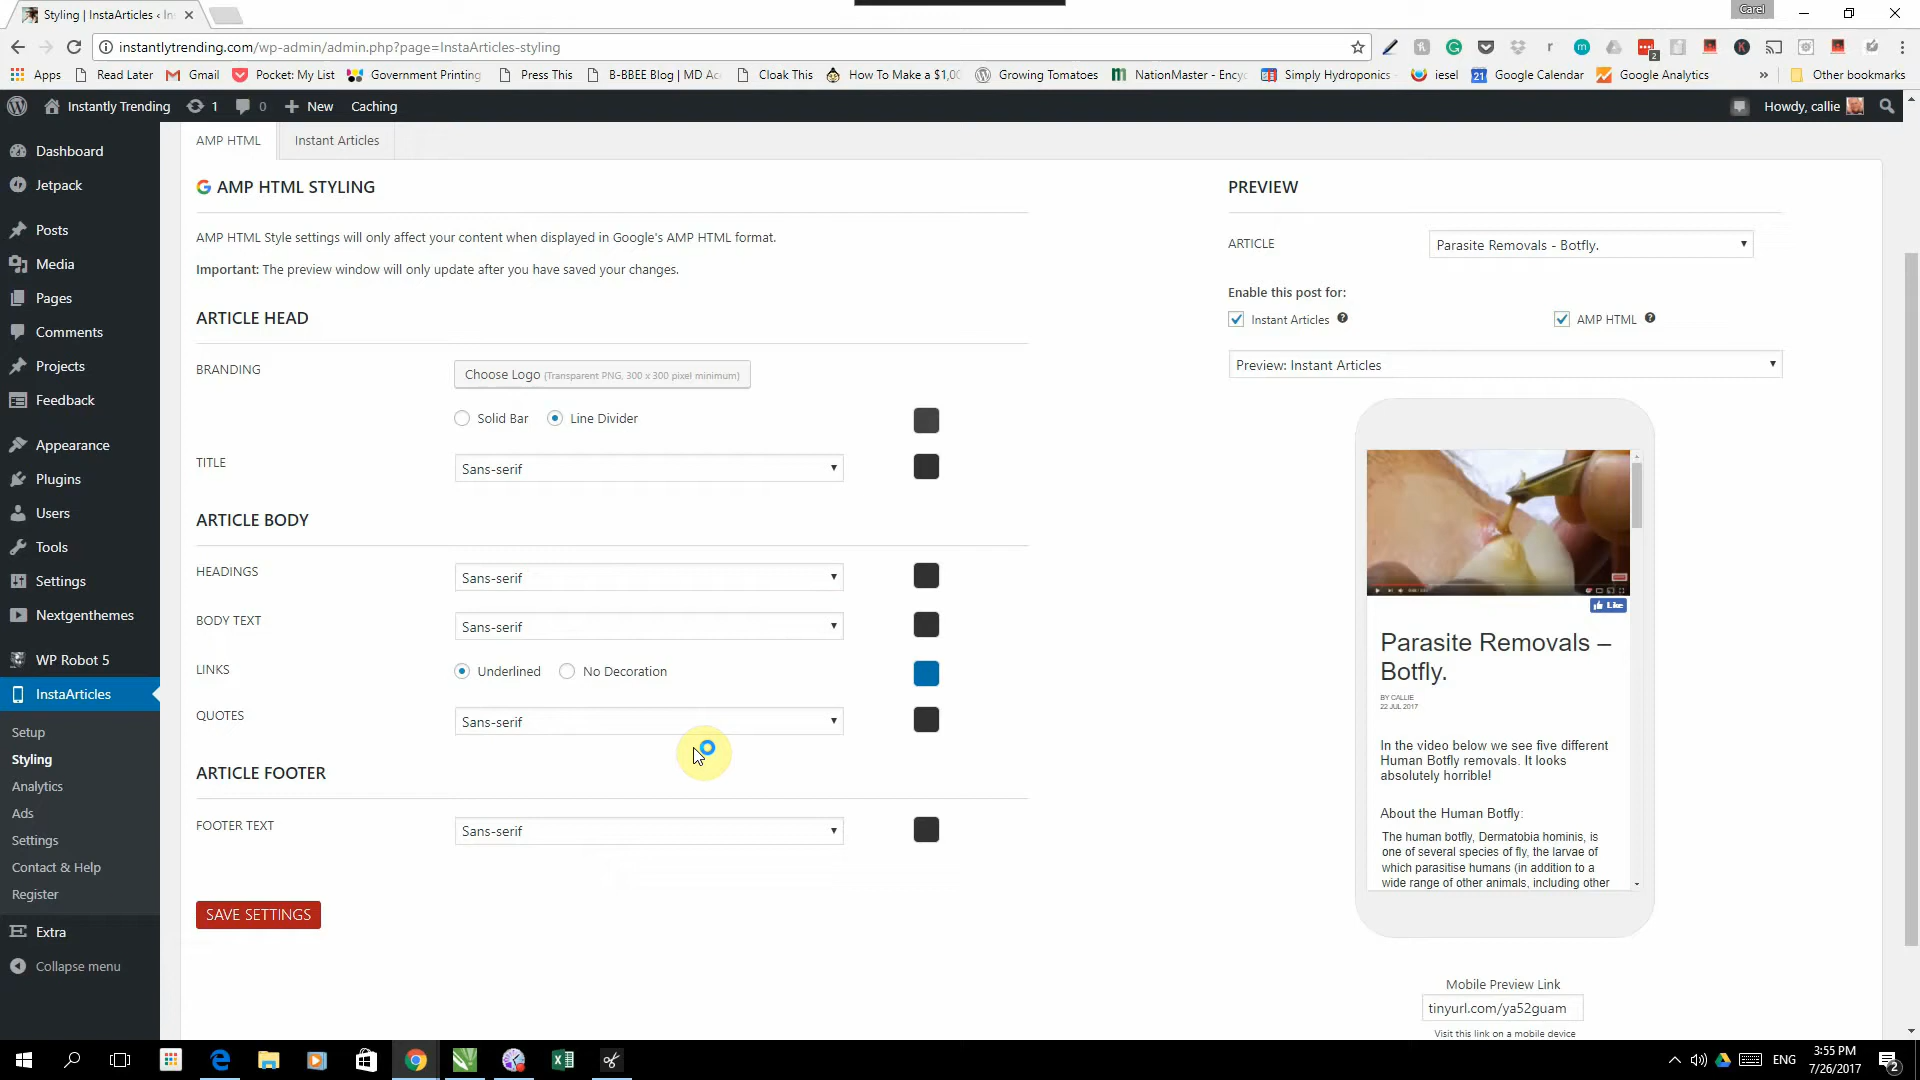 Styling | InstaArticles ‹ In
Carel
instantlytrending.com/wp-admin/admin.php?page=InstaArticles-styling
Apps Read Later Gmail Pocket: My List Government Printing Press This B-BBEE Blog | MD Ac Cloak This How To Make a $1,0 Growing Tomatoes NationMaster - Ency Simply Hydroponics iesel Google Calendar Google Analytics » Other bookmarks
Instantly Trending 1 0 New Caching Howdy, callie
Dashboard
Jetpack
Posts
Media
Pages
Comments
Projects
Feedback
Appearance
Plugins
Users
Tools
Settings
Nextgenthemes
WP Robot 5
InstaArticles
Setup
Styling
Analytics
Ads
Settings
Contact & Help
Register
Extra
Collapse menu
AMP HTML Instant Articles
AMP HTML STYLING
AMP HTML Style settings will only affect your content when displayed in Google's AMP HTML format.
Important: The preview window will only update after you have saved your changes.
ARTICLE HEAD
BRANDING Choose Logo (Transparent PNG, 300 x 300 pixel minimum)
Solid Bar Line Divider
TITLE Sans-serif
ARTICLE BODY
HEADINGS Sans-serif
BODY TEXT Sans-serif
LINKS Underlined No Decoration
QUOTES Sans-serif
ARTICLE FOOTER
FOOTER TEXT Sans-serif
SAVE SETTINGS
PREVIEW
ARTICLE Parasite Removals - Botfly.
Enable this post for:
Instant Articles AMP HTML
Preview: Instant Articles
Like
Parasite Removals –
Botfly.
BY CALLIE
22 JUL 2017
In the video below we see five different
Human Botfly removals. It looks
absolutely horrible!
About the Human Botfly:
The human botfly, Dermatobia hominis, is
one of several species of fly, the larvae of
which parasitise humans (in addition to a
wide range of other animals, including other
Mobile Preview Link
tinyurl.com/ya52guam
Visit this link on a mobile device
ENG
3:55 PM
7/26/2017
2